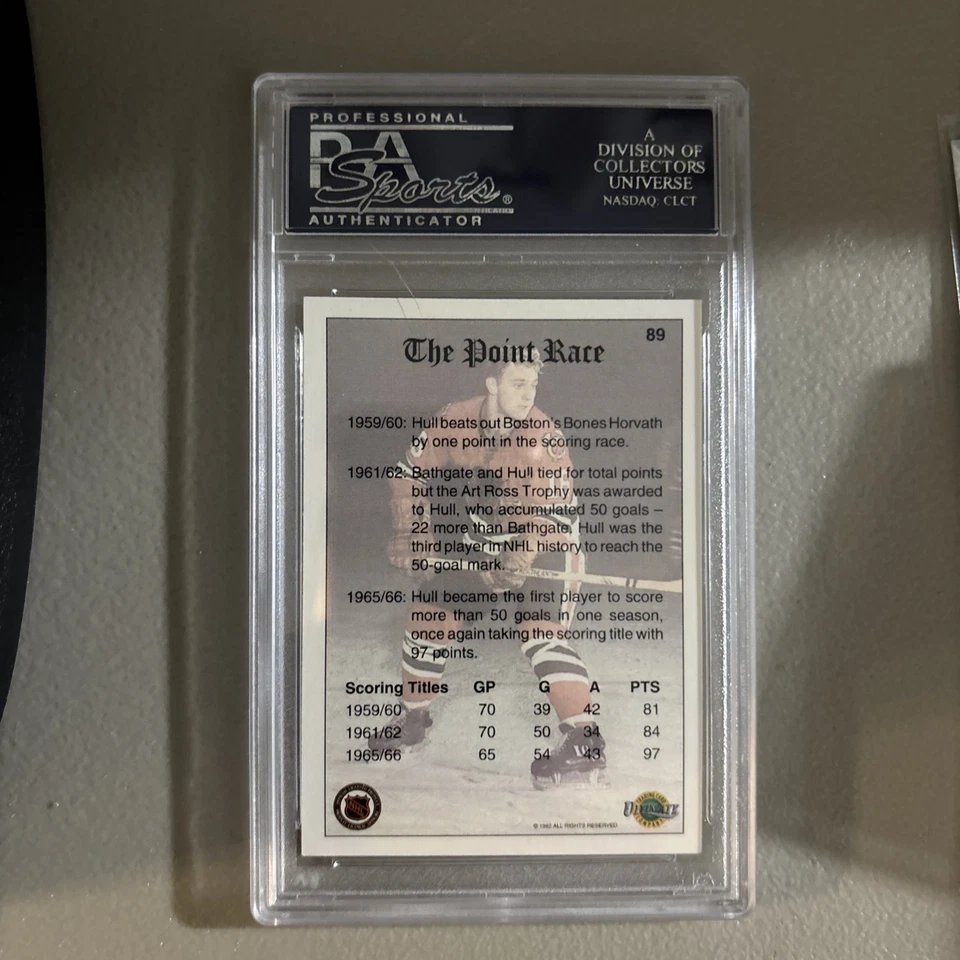 PROFESSIONAL
PSA
Sports®
AUTHENTICATOR
A
DIVISION OF
COLLECTORS
UNIVERSE
NASDAQ: CLCT
89
The Point Race
1959/60: Hull beats out Boston's Bones Horvath
by one point in the scoring race.
1961/62: Bathgate and Hull tied for total points
but the Art Ross Trophy was awarded
to Hull, who accumulated 50 goals –
22 more than Bathgate. Hull was the
third player in NHL history to reach the
50-goal mark.
1965/66: Hull became the first player to score
more than 50 goals in one season,
once again taking the scoring title with
97 points.
Scoring Titles GP G A PTS
1959/60 70 39 42 81
1961/62 70 50 34 84
1965/66 65 54 43 97
NHL
TRADING CARD
ULTIMATE
COMPANY
© 1992 ALL RIGHTS RESERVED